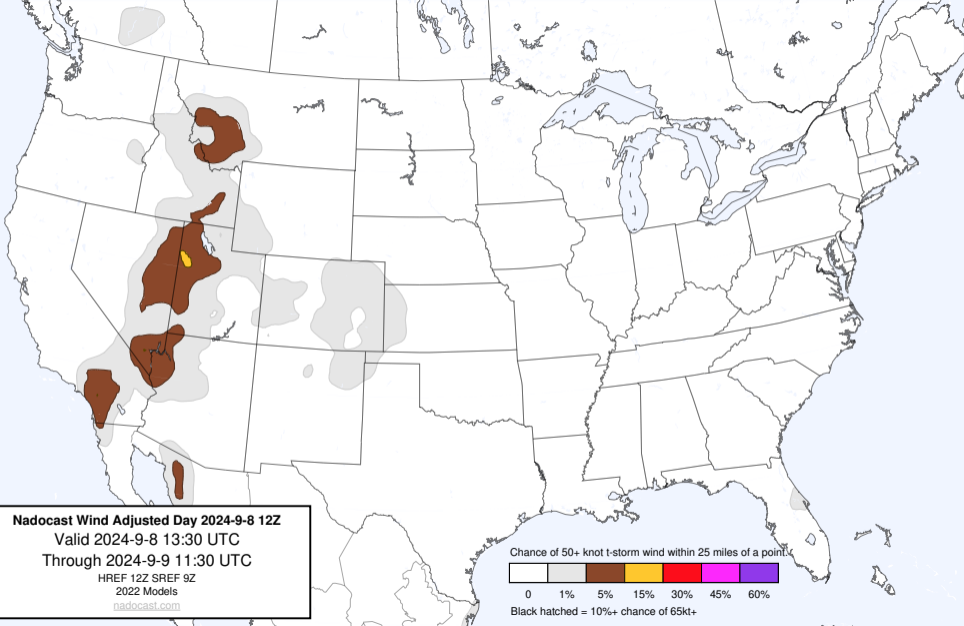 Nadocast Wind Adjusted Day 2024-9-8 12Z
Valid 2024-9-8 13:30 UTC
Through 2024-9-9 11:30 UTC
HREF 12Z SREF 9Z
2022 Models
nadocast.com
Chance of 50+ knot t-storm wind within 25 miles of a point.
0 1% 5% 15% 30% 45% 60%
Black hatched = 10%+ chance of 65kt+